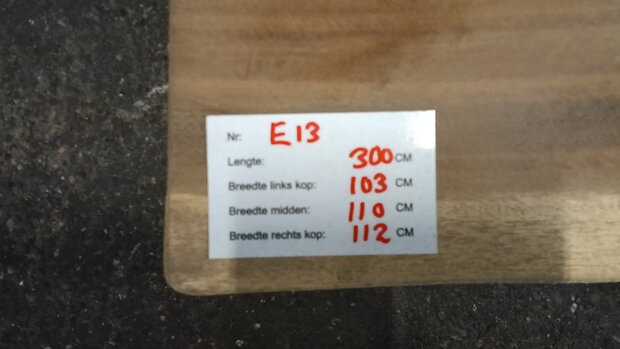 Nr: E13
Lengte: 300 CM
Breedte links kop: 103 CM
Breedte midden: 110 CM
Breedte rechts kop: 112 CM